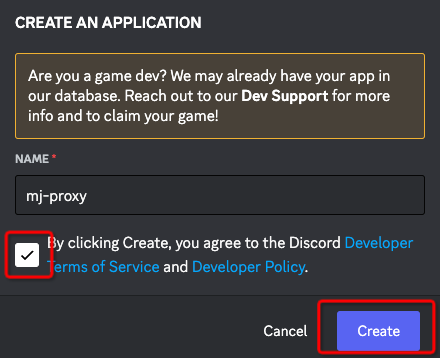 CREATE AN APPLICATION
Are you a game dev? We may already have your app in
our database. Reach out to our Dev Support for more
info and to claim your game!
NAME *
mj-proxy
By clicking Create, you agree to the Discord Developer
Terms of Service and Developer Policy.
Cancel
Create